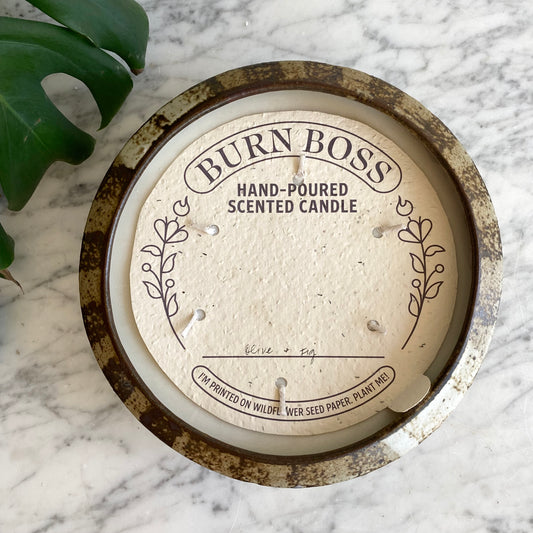 BURN BOSS
HAND-POURED
SCENTED CANDLE
Olive + Fig
I'M PRINTED ON WILDFLOWER SEED PAPER. PLANT ME!